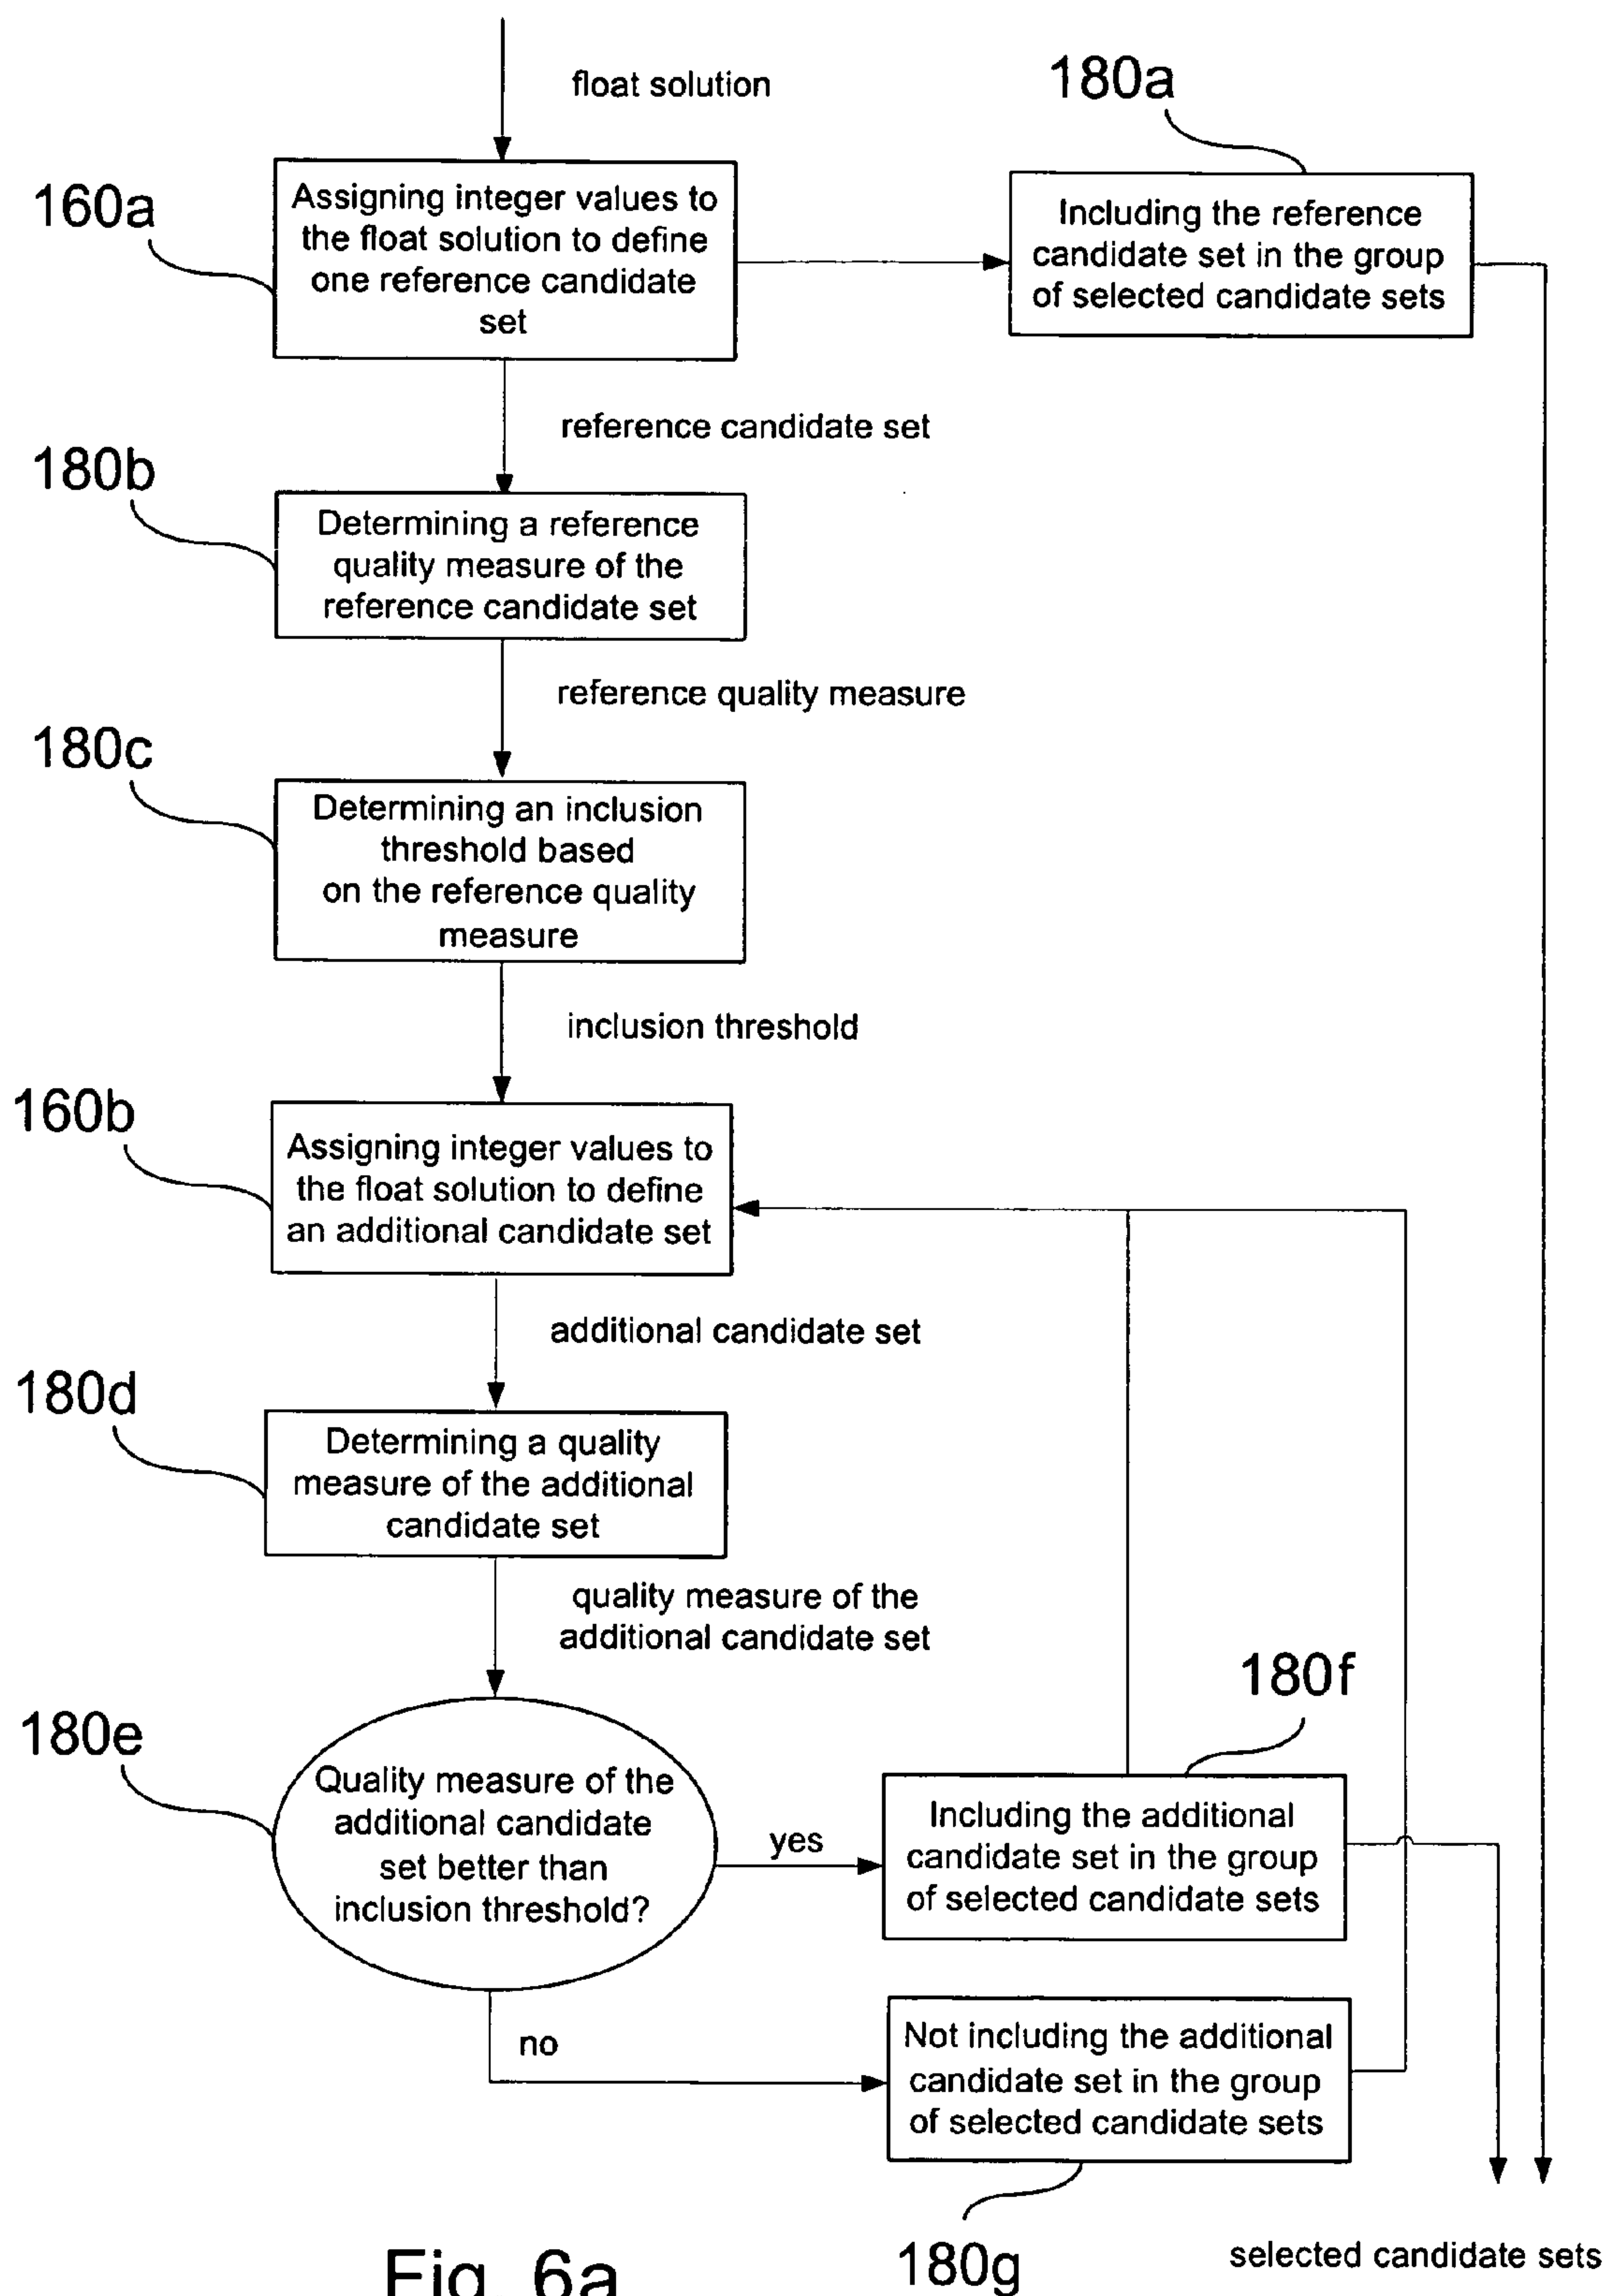 float solution
180a
160a
Assigning integer values to
the float solution to define
one reference candidate
set
Including the reference
candidate set in the group
of selected candidate sets
reference candidate set
180b
Determining a reference
quality measure of the
reference candidate set
reference quality measure
180c
Determining an inclusion
threshold based
on the reference quality
measure
inclusion threshold
160b
Assigning integer values to
the float solution to define
an additional candidate set
additional candidate set
180d
Determining a quality
measure of the additional
candidate set
quality measure of the
additional candidate set
180f
180e
Quality measure of the
additional candidate
set better than
inclusion threshold?
yes
Including the additional
candidate set in the group
of selected candidate sets
no
Not including the additional
candidate set in the group
of selected candidate sets
180g
selected candidate sets
Fig. 6a